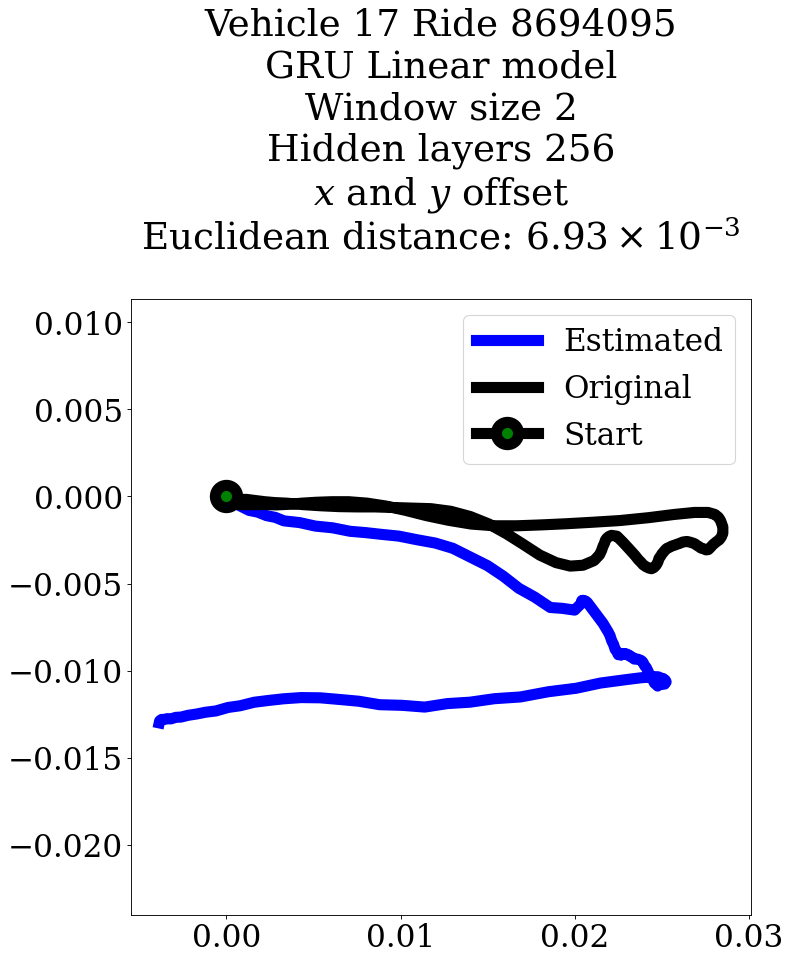 Vehicle 17 Ride 8694095
GRU Linear model
Window size 2
Hidden layers 256
x and y offset
Euclidean distance: 6.93 × 10⁻³
Estimated
Original
Start
0.010
0.005
0.000
−0.005
−0.010
−0.015
−0.020
0.00 0.01 0.02 0.03